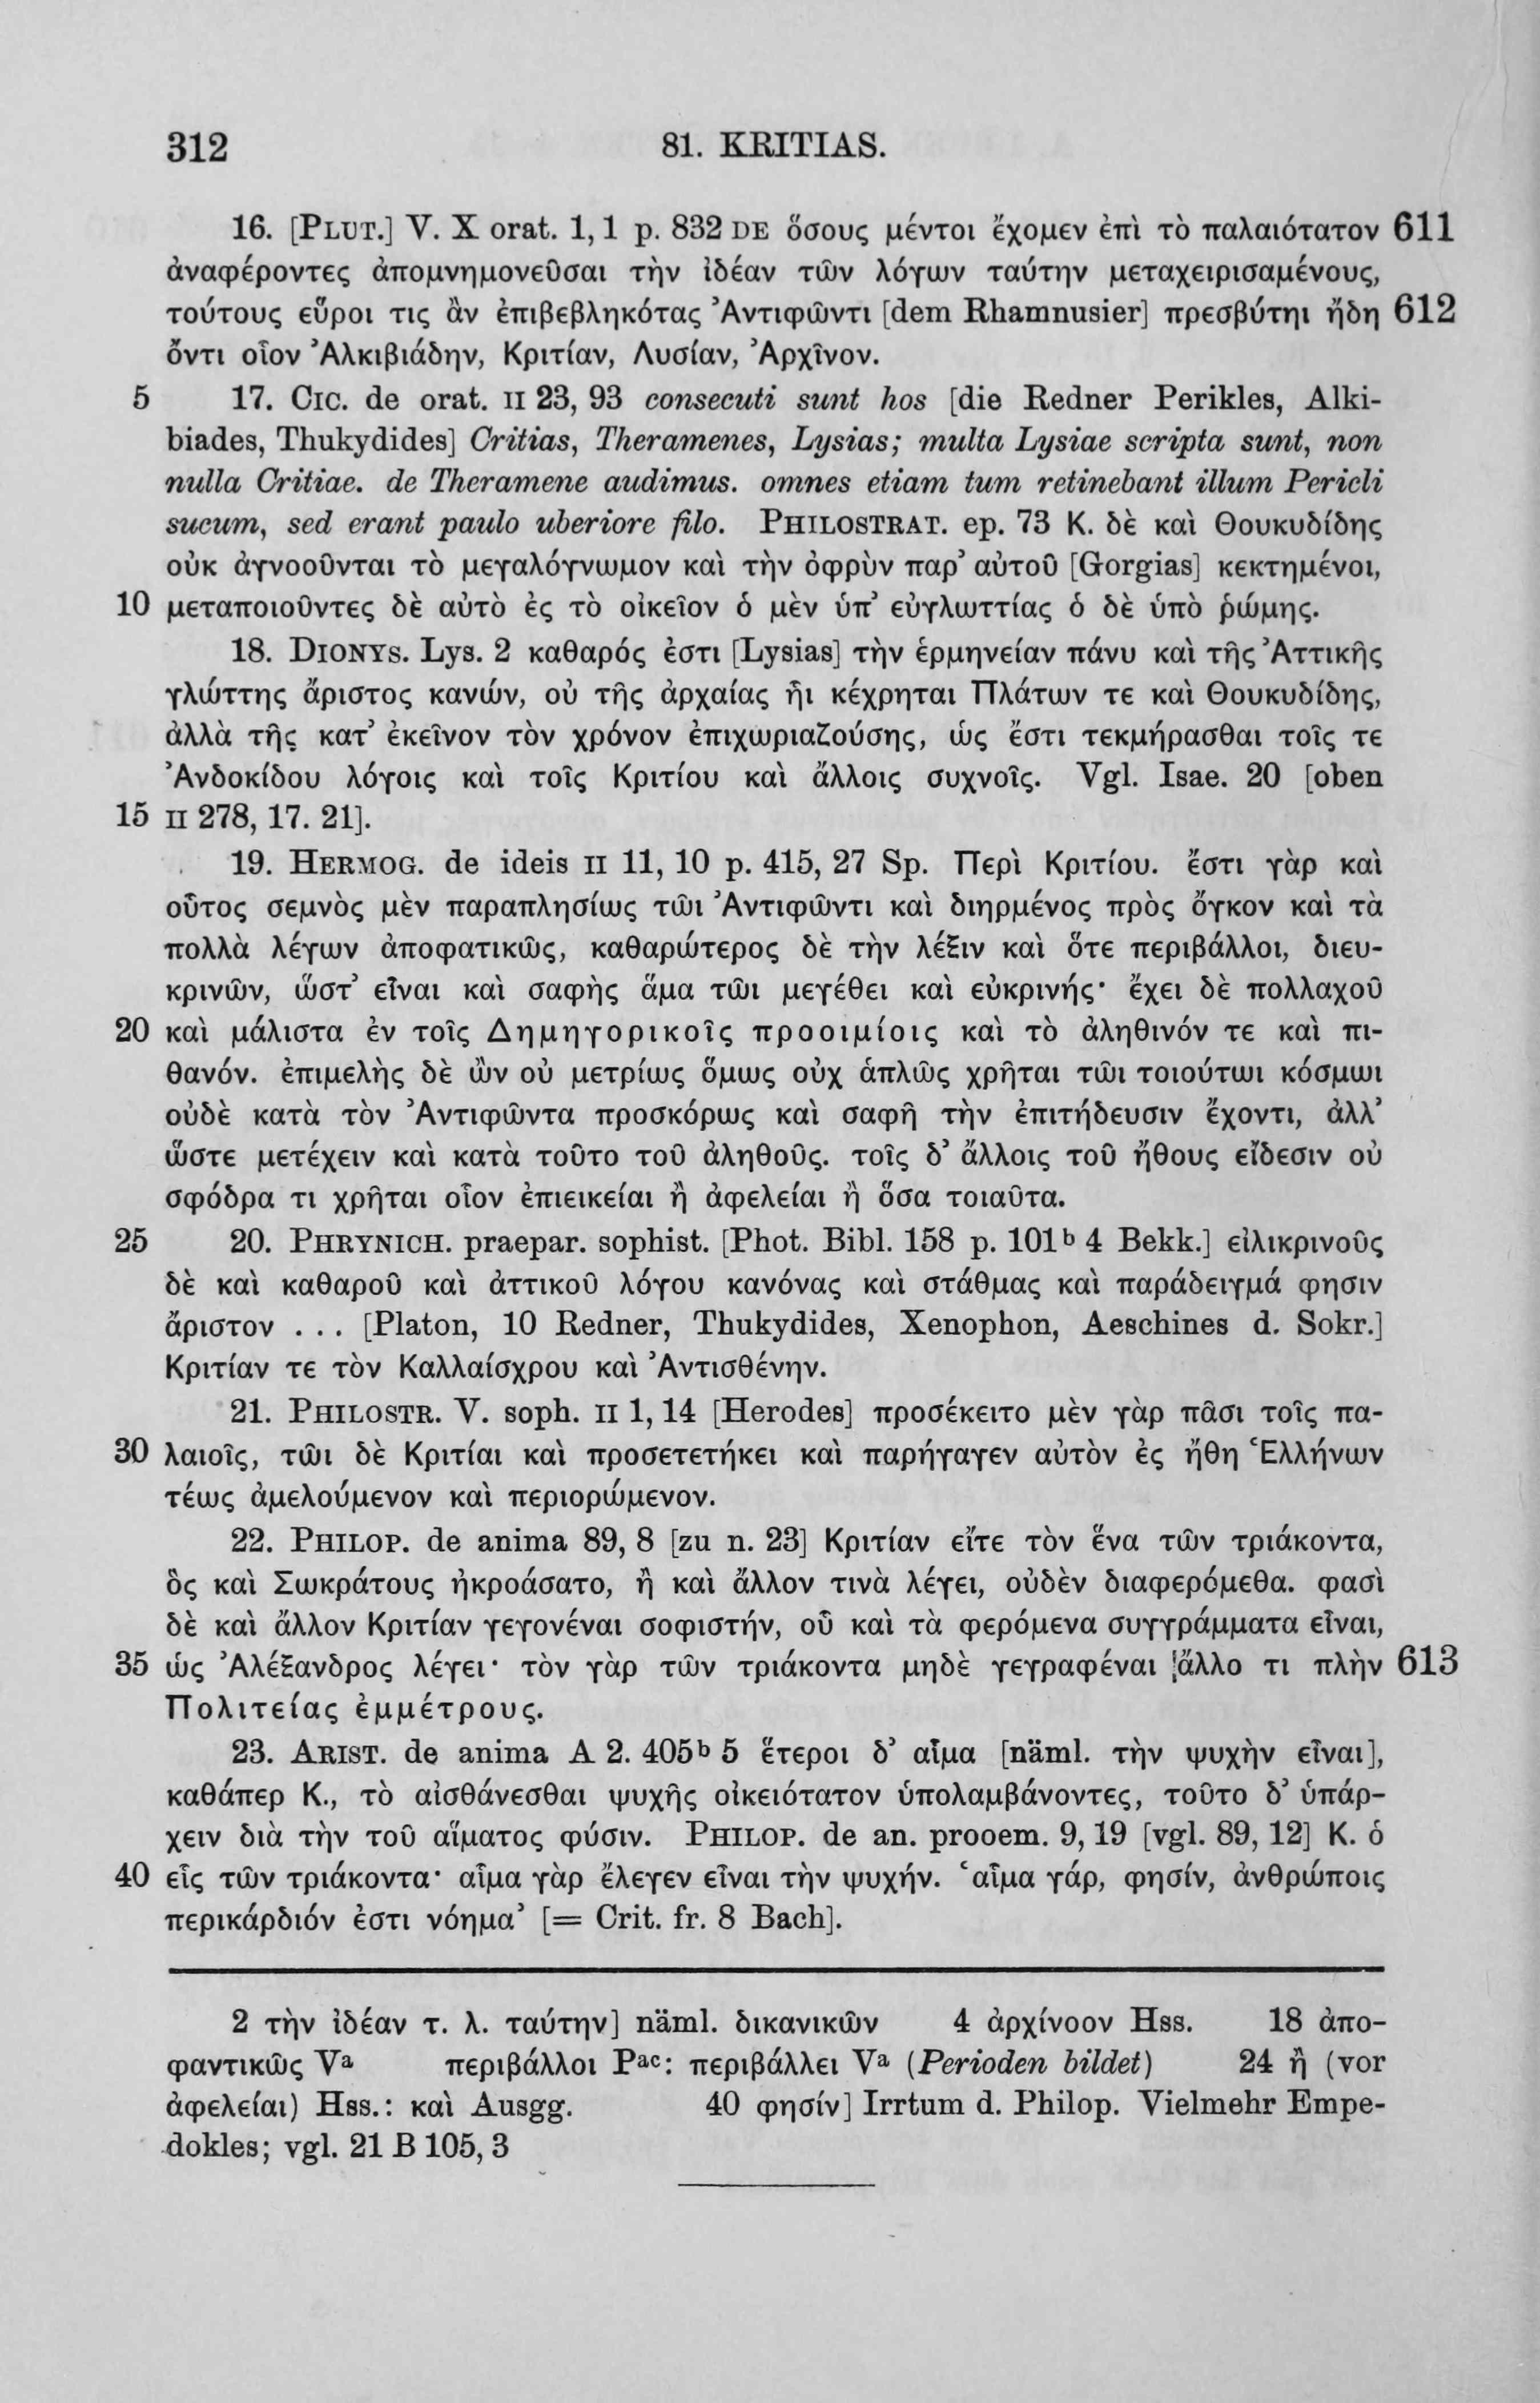 312 81. KRITIAS.
16. [PLUT.] V. X orat. 1, 1 p. 832 DE ὅσους μέντοι ἔχομεν ἐπὶ τὸ παλαιότατον 611
ἀναφέροντες ἀπομνημονεῦσαι τὴν ἰδέαν τῶν λόγων ταύτην μεταχειρισαμένους,
τούτους εὕροι τις ἂν ἐπιβεβληκότας Ἀντιφῶντι [dem Rhamnusier] πρεσβύτηι ἤδη 612
ὄντι οἷον Ἀλκιβιάδην, Κριτίαν, Λυσίαν, Ἀρχῖνον.
5 17. CIC. de orat. II 23, 93 consecuti sunt hos [die Redner Perikles, Alki-
biades, Thukydides] Critias, Theramenes, Lysias; multa Lysiae scripta sunt, non
nulla Critiae. de Theramene audimus. omnes etiam tum retinebant illum Pericli
sucum, sed erant paulo uberiore filo. PHILOSTRAT. ep. 73 K. δὲ καὶ Θουκυδίδης
οὐκ ἀγνοοῦνται τὸ μεγαλόγνωμον καὶ τὴν ὀφρὺν παρ’ αὐτοῦ [Gorgias] κεκτημένοι,
10 μεταποιοῦντες δὲ αὐτὸ ἐς τὸ οἰκεῖον ὁ μὲν ὑπ’ εὐγλωττίας ὁ δὲ ὑπὸ ῥώμης.
18. DIONYS. Lys. 2 καθαρός ἐστι [Lysias] τὴν ἑρμηνείαν πάνυ καὶ τῆς Ἀττικῆς
γλώττης ἄριστος κανών, οὐ τῆς ἀρχαίας ἧι κέχρηται Πλάτων τε καὶ Θουκυδίδης,
ἀλλὰ τῆς κατ’ ἐκεῖνον τὸν χρόνον ἐπιχωριαζούσης, ὡς ἔστι τεκμήρασθαι τοῖς τε
Ἀνδοκίδου λόγοις καὶ τοῖς Κριτίου καὶ ἄλλοις συχνοῖς. Vgl. Isae. 20 [oben
15 II 278, 17. 21].
19. HERMOG. de ideis II 11, 10 p. 415, 27 Sp. Περὶ Κριτίου. ἔστι γὰρ καὶ
οὗτος σεμνὸς μὲν παραπλησίως τῶι Ἀντιφῶντι καὶ διηρμένος πρὸς ὄγκον καὶ τὰ
πολλὰ λέγων ἀποφατικῶς, καθαρώτερος δὲ τὴν λέξιν καὶ ὅτε περιβάλλοι, διευ-
κρινῶν, ὥστ’ εἶναι καὶ σαφὴς ἅμα τῶι μεγέθει καὶ εὐκρινής· ἔχει δὲ πολλαχοῦ
20 καὶ μάλιστα ἐν τοῖς Δημηγορικοῖς προοιμίοις καὶ τὸ ἀληθινόν τε καὶ πι-
θανόν. ἐπιμελὴς δὲ ὢν οὐ μετρίως ὅμως οὐχ ἁπλῶς χρῆται τῶι τοιούτωι κόσμωι
οὐδὲ κατὰ τὸν Ἀντιφῶντα προσκόρως καὶ σαφῆ τὴν ἐπιτήδευσιν ἔχοντι, ἀλλ’
ὥστε μετέχειν καὶ κατὰ τοῦτο τοῦ ἀληθοῦς. τοῖς δ’ ἄλλοις τοῦ ἤθους εἴδεσιν οὐ
σφόδρα τι χρῆται οἷον ἐπιεικείαι ἢ ἀφελείαι ἢ ὅσα τοιαῦτα.
25 20. PHRYNICH. praepar. sophist. [Phot. Bibl. 158 p. 101ᵇ 4 Bekk.] εἰλικρινοῦς
δὲ καὶ καθαροῦ καὶ ἀττικοῦ λόγου κανόνας καὶ στάθμας καὶ παράδειγμά φησιν
ἄριστον . . . [Platon, 10 Redner, Thukydides, Xenophon, Aeschines d. Sokr.]
Κριτίαν τε τὸν Καλλαίσχρου καὶ Ἀντισθένην.
21. PHILOSTR. V. soph. II 1, 14 [Herodes] προσέκειτο μὲν γὰρ πᾶσι τοῖς πα-
30 λαιοῖς, τῶι δὲ Κριτίαι καὶ προσετετήκει καὶ παρήγαγεν αὐτὸν ἐς ἤθη Ἑλλήνων
τέως ἀμελούμενον καὶ περιορώμενον.
22. PHILOP. de anima 89, 8 [zu n. 23] Κριτίαν εἴτε τὸν ἕνα τῶν τριάκοντα,
ὃς καὶ Σωκράτους ἠκροάσατο, ἢ καὶ ἄλλον τινὰ λέγει, οὐδὲν διαφερόμεθα. φασὶ
δὲ καὶ ἄλλον Κριτίαν γεγονέναι σοφιστήν, οὗ καὶ τὰ φερόμενα συγγράμματα εἶναι,
35 ὡς Ἀλέξανδρος λέγει· τὸν γὰρ τῶν τριάκοντα μηδὲ γεγραφέναι |ἄλλο τι πλὴν 613
Πολιτείας ἐμμέτρους.
23. ARIST. de anima A 2. 405ᵇ 5 ἕτεροι δ’ αἷμα [näml. τὴν ψυχὴν εἶναι],
καθάπερ Κ., τὸ αἰσθάνεσθαι ψυχῆς οἰκειότατον ὑπολαμβάνοντες, τοῦτο δ’ ὑπάρ-
χειν διὰ τὴν τοῦ αἵματος φύσιν. PHILOP. de an. prooem. 9, 19 [vgl. 89, 12] K. ὁ
40 εἷς τῶν τριάκοντα· αἷμα γὰρ ἔλεγεν εἶναι τὴν ψυχήν. ‘αἷμα γάρ, φησίν, ἀνθρώποις
περικάρδιόν ἐστι νόημα’ [= Crit. fr. 8 Bach].
2 τὴν ἰδέαν τ. λ. ταύτην] näml. δικανικῶν 4 ἀρχίνοον Hss. 18 ἀπο-
φαντικῶς Vᵃ περιβάλλοι Pᵃᶜ: περιβάλλει Vᵃ (Perioden bildet) 24 ἢ (vor
ἀφελείαι) Hss.: καὶ Ausgg. 40 φησίν] Irrtum d. Philop. Vielmehr Empe-
dokles; vgl. 21 B 105, 3